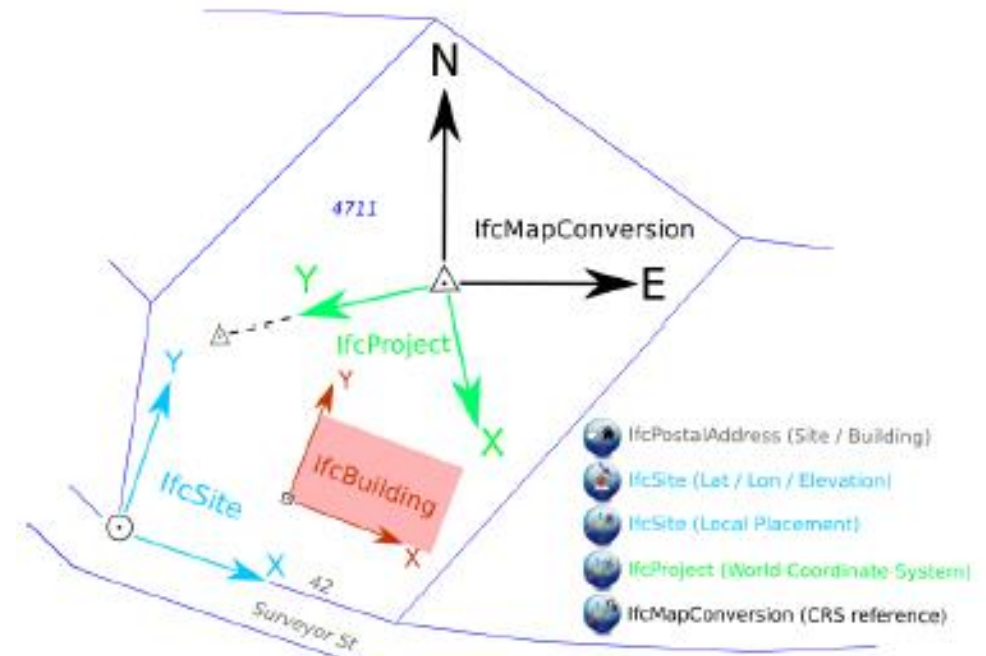 N
4711
IfcMapConversion
E
Y
IfcProject
X
Y
IfcSite
X
Y
IfcBuilding
X
42
Surveyor St
IfcPostalAddress (Site / Building)
IfcSite (Lat / Lon / Elevation)
IfcSite (Local Placement)
IfcProject (World Coordinate System)
IfcMapConversion (CRS reference)